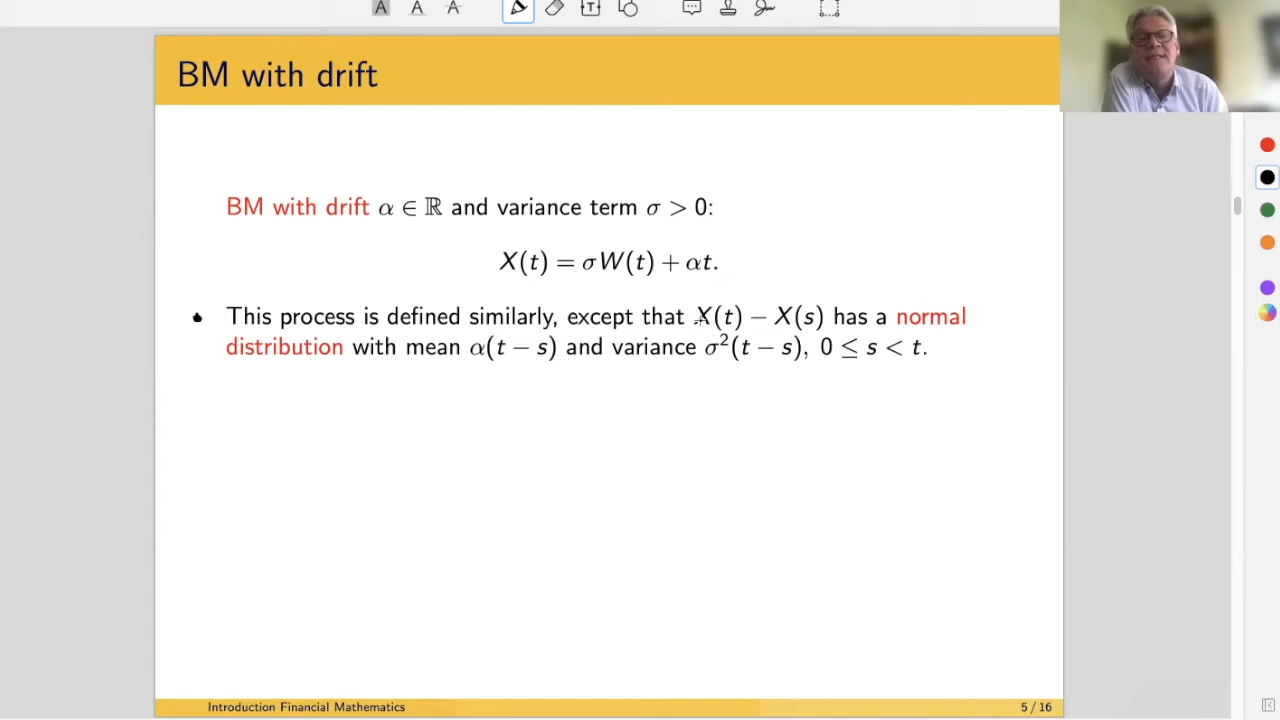 A A A T
BM with drift
BM with drift α ∈ ℝ and variance term σ > 0:
X(t) = σW(t) + αt.
This process is defined similarly, except that X(t) − X(s) has a normal
distribution with mean α(t − s) and variance σ²(t − s), 0 ≤ s < t.
Introduction Financial Mathematics 5 / 16